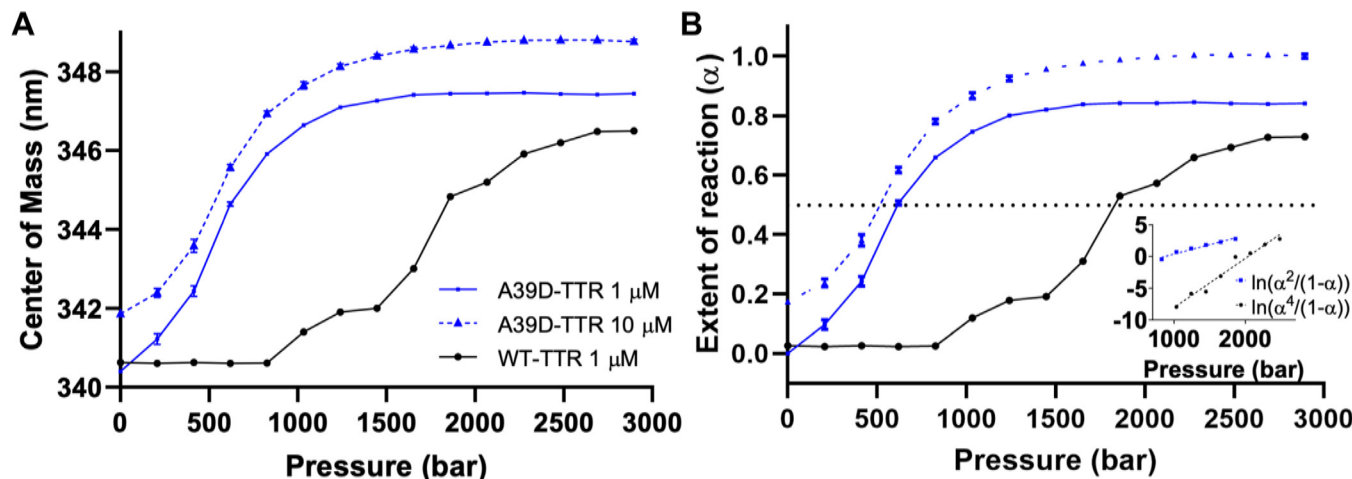 A
Center of Mass (nm)
348
346
344
342
340
0
500
1000
1500
2000
2500
3000
Pressure (bar)
A39D-TTR 1 μM
A39D-TTR 10 μM
WT-TTR 1 μM
B
Extent of reaction (α)
1.0
0.8
0.6
0.4
0.2
0.0
0
500
1000
1500
2000
2500
3000
Pressure (bar)
5
0
-5
-10
1000
2000
Pressure (bar)
ln(α²/(1-α))
ln(α⁴/(1-α))